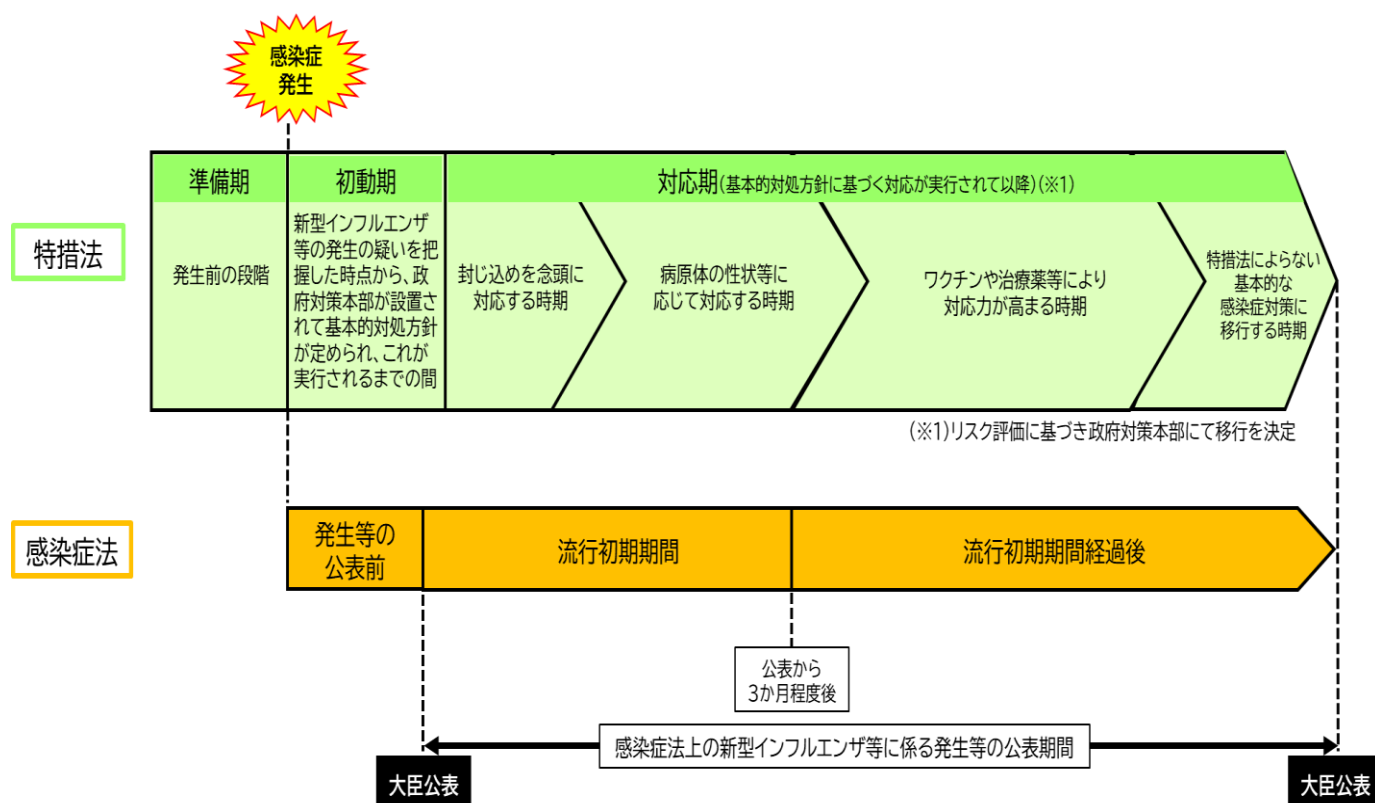 感染症
発生
準備期
初動期
対応期(基本的対処方針に基づく対応が実行されて以降)(※1)
特措法
発生前の段階
新型インフルエンザ
等の発生の疑いを把
握した時点から、政
府対策本部が設置さ
れて基本的対処方針
が定められ、これが
実行されるまでの間
封じ込めを念頭に
対応する時期
病原体の性状等に
応じて対応する時期
ワクチンや治療薬等により
対応力が高まる時期
特措法によらない
基本的な
感染症対策に
移行する時期
(※1)リスク評価に基づき政府対策本部にて移行を決定
感染症法
発生等の
公表前
流行初期期間
流行初期期間経過後
公表から
3か月程度後
感染症法上の新型インフルエンザ等に係る発生等の公表期間
大臣公表
大臣公表